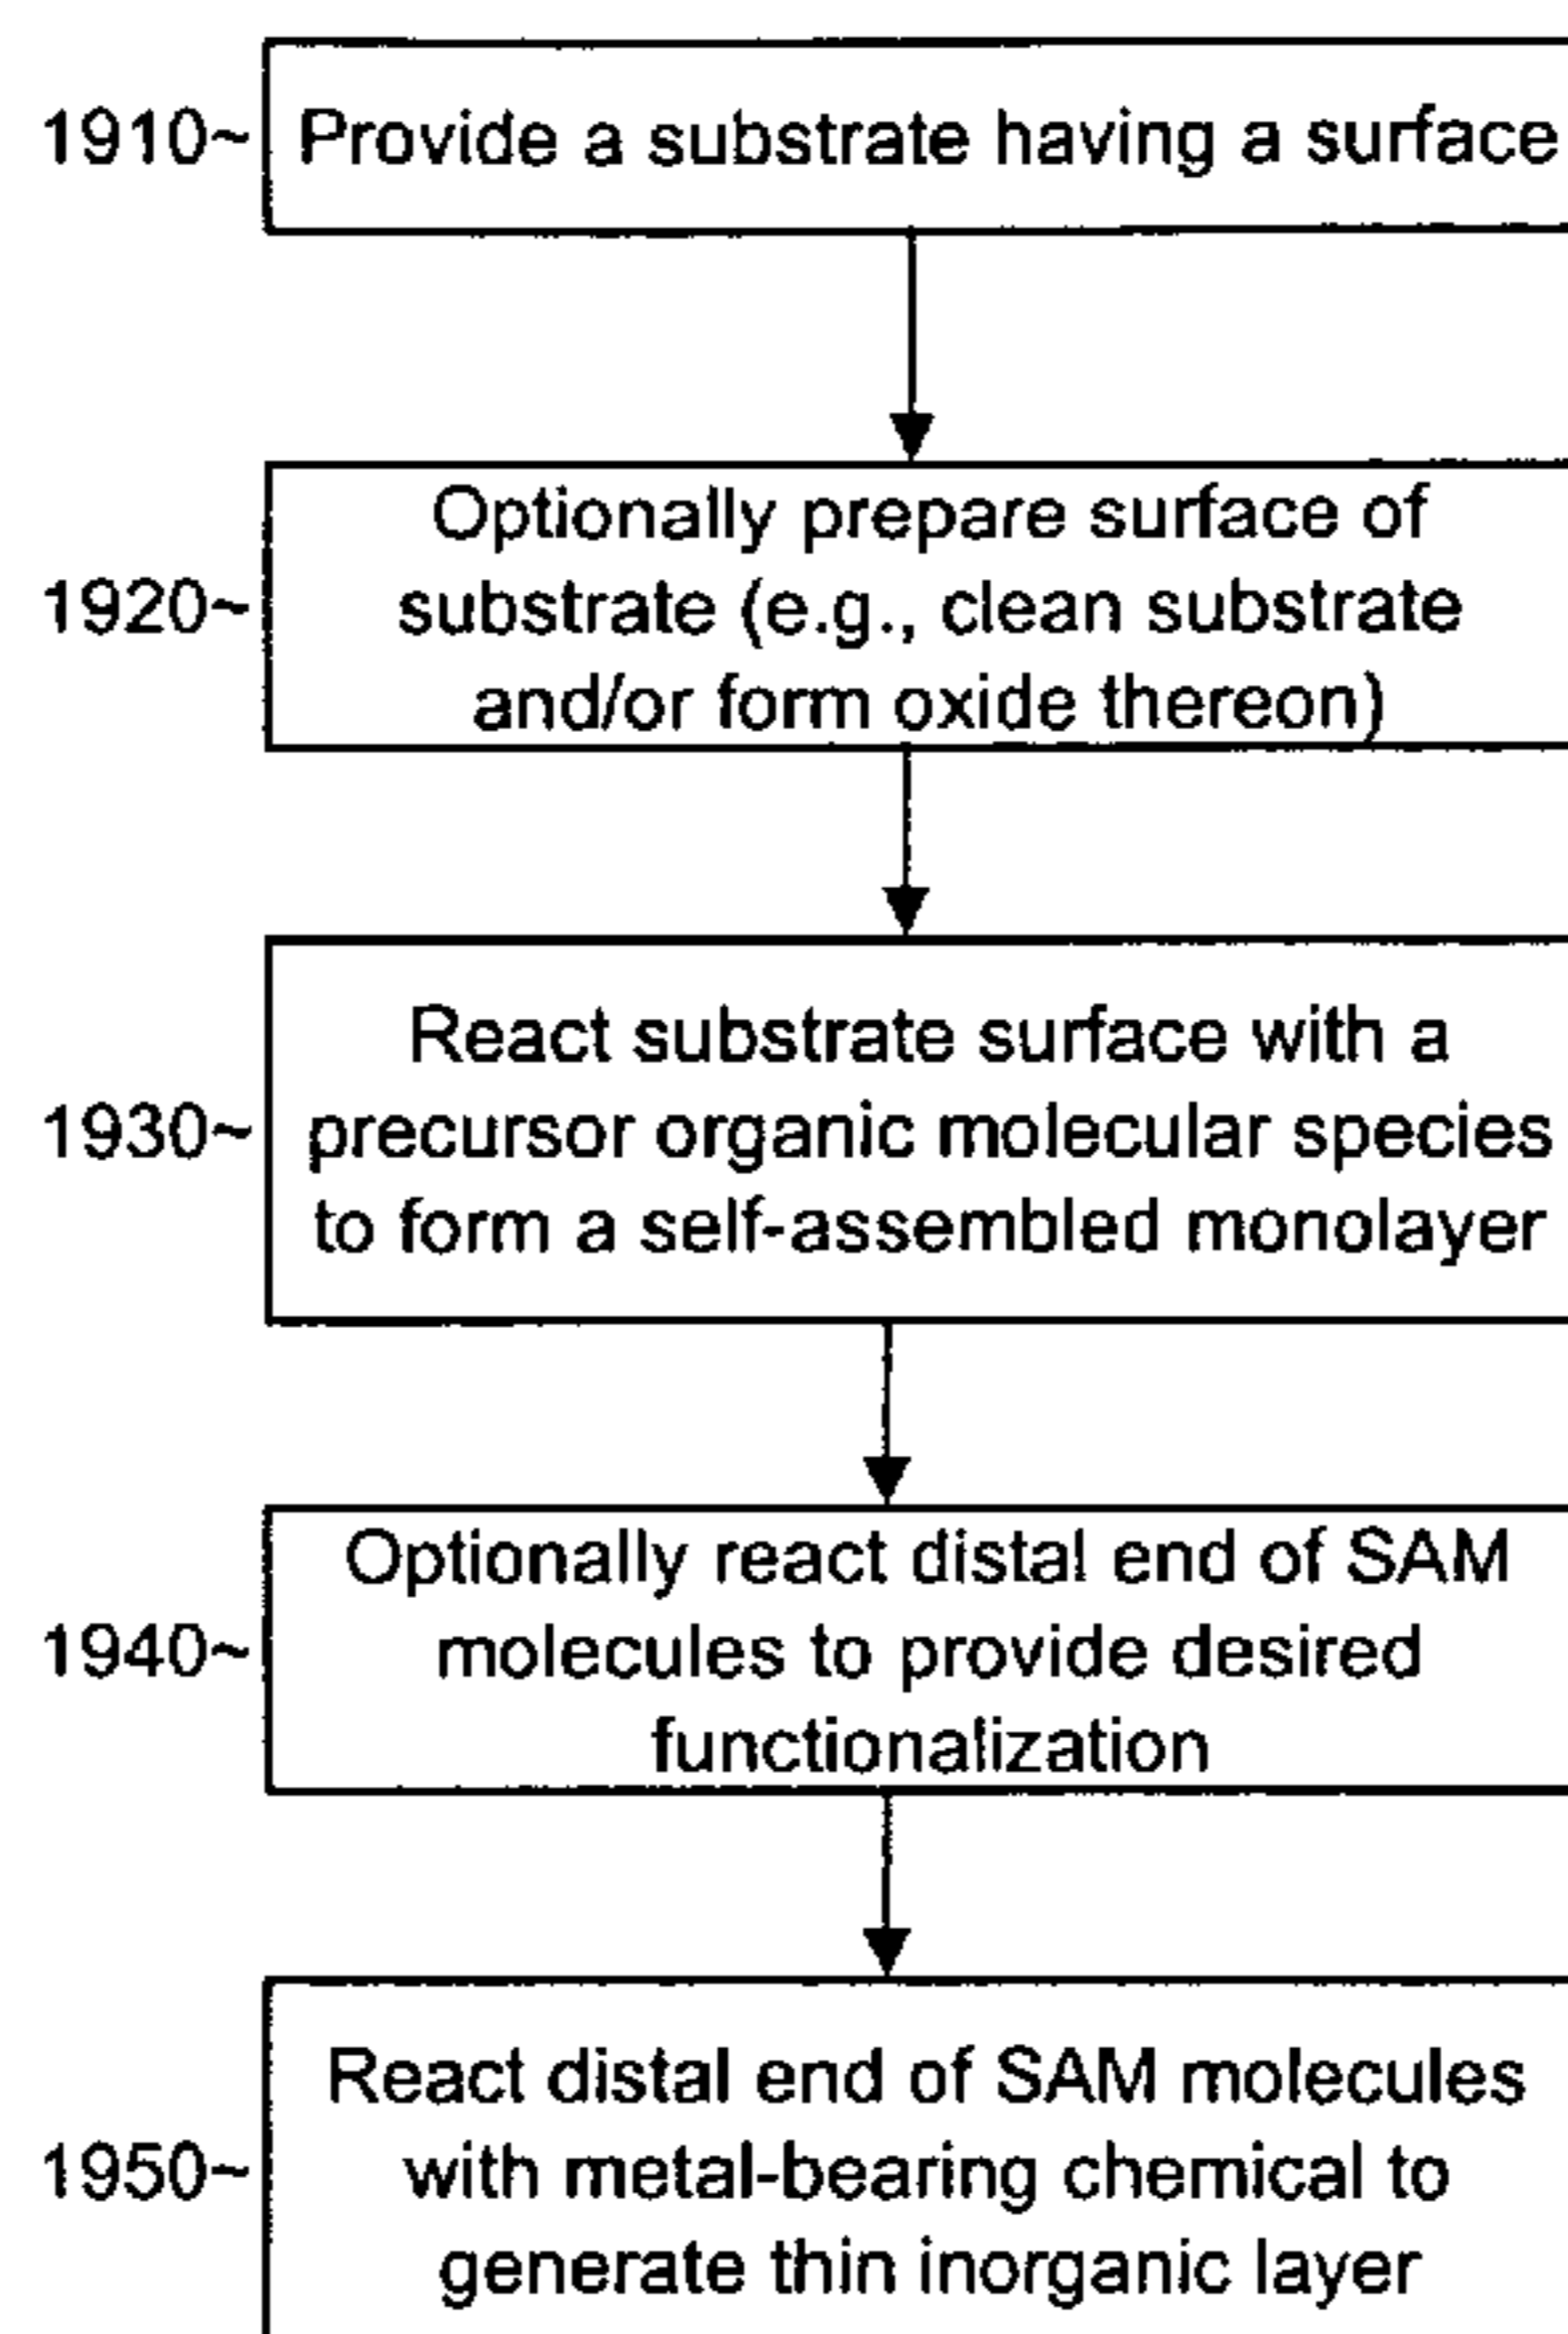 1910~ Provide a substrate having a surface
Optionally prepare surface of
1920~ substrate (e.g., clean substrate
and/or form oxide thereon)
React substrate surface with a
1930~ precursor organic molecular species
to form a self-assembled monolayer
Optionally react distal end of SAM
1940~ molecules to provide desired
functionalization
React distal end of SAM molecules
1950~ with metal-bearing chemical to
generate thin inorganic layer